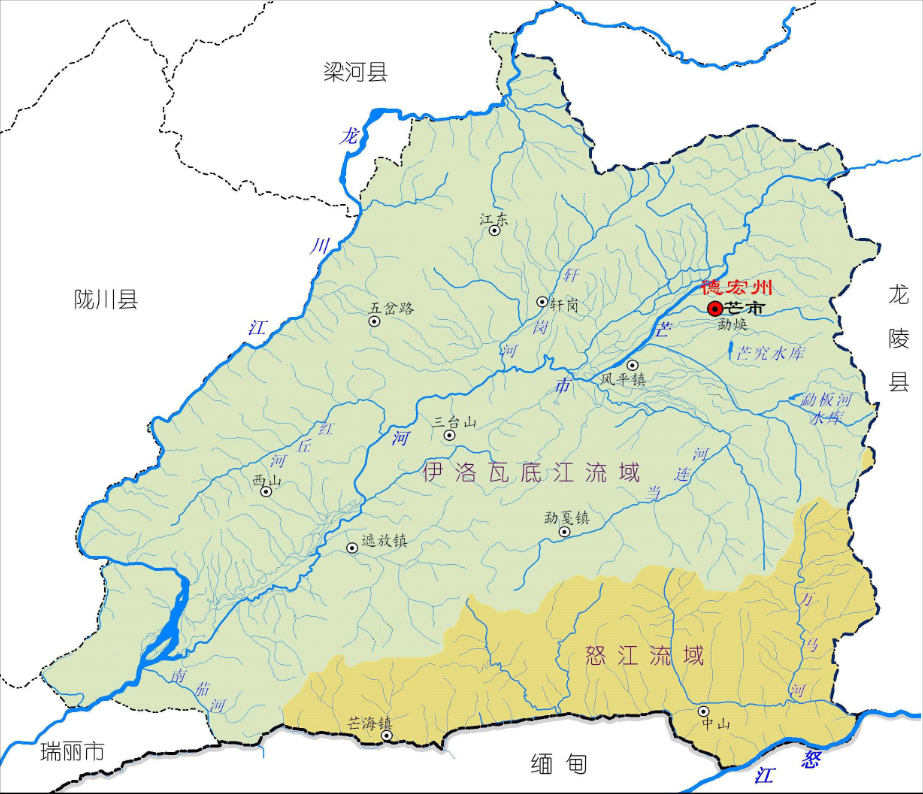 梁河县
龙
川
江
陇川县
江东
五岔路
轩
岗
河
轩岗
德宏州
芒市
勐焕
龙
陵
县
芒究水库
芒
市
河
风平镇
勐板河
水库
三台山
红
丘
河
西山
伊洛瓦底江流域
河
连
当
勐戛镇
遮放镇
怒江流域
万
马
河
南
茄
河
芒海镇
中山
瑞丽市
缅甸
怒
江